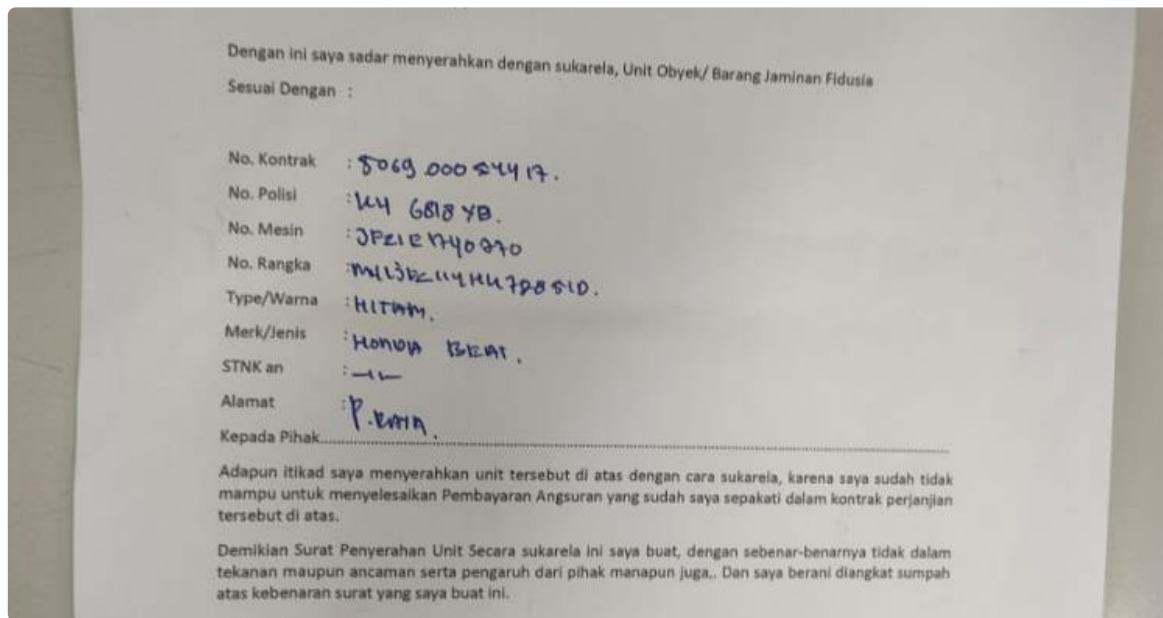 Dengan ini saya sadar menyerahkan dengan sukarela, Unit Obyek/ Barang Jaminan Fidusia
Sesuai Dengan :
No. Kontrak : 8069 000 54417.
No. Polisi : KH 6818 YB.
No. Mesin :
No. Rangka :
Type/Warna : HITAM.
Merk/Jenis : HONDA BEAT.
STNK an :
Alamat : P. RAYA.
Kepada Pihak..........
Adapun itikad saya menyerahkan unit tersebut di atas dengan cara sukarela, karena saya sudah tidak
mampu untuk menyelesaikan Pembayaran Angsuran yang sudah saya sepakati dalam kontrak perjanjian
tersebut di atas.
Demikian Surat Penyerahan Unit Secara sukarela ini saya buat, dengan sebenar-benarnya tidak dalam
tekanan maupun ancaman serta pengaruh dari pihak manapun juga,. Dan saya berani diangkat sumpah
atas kebenaran surat yang saya buat ini.